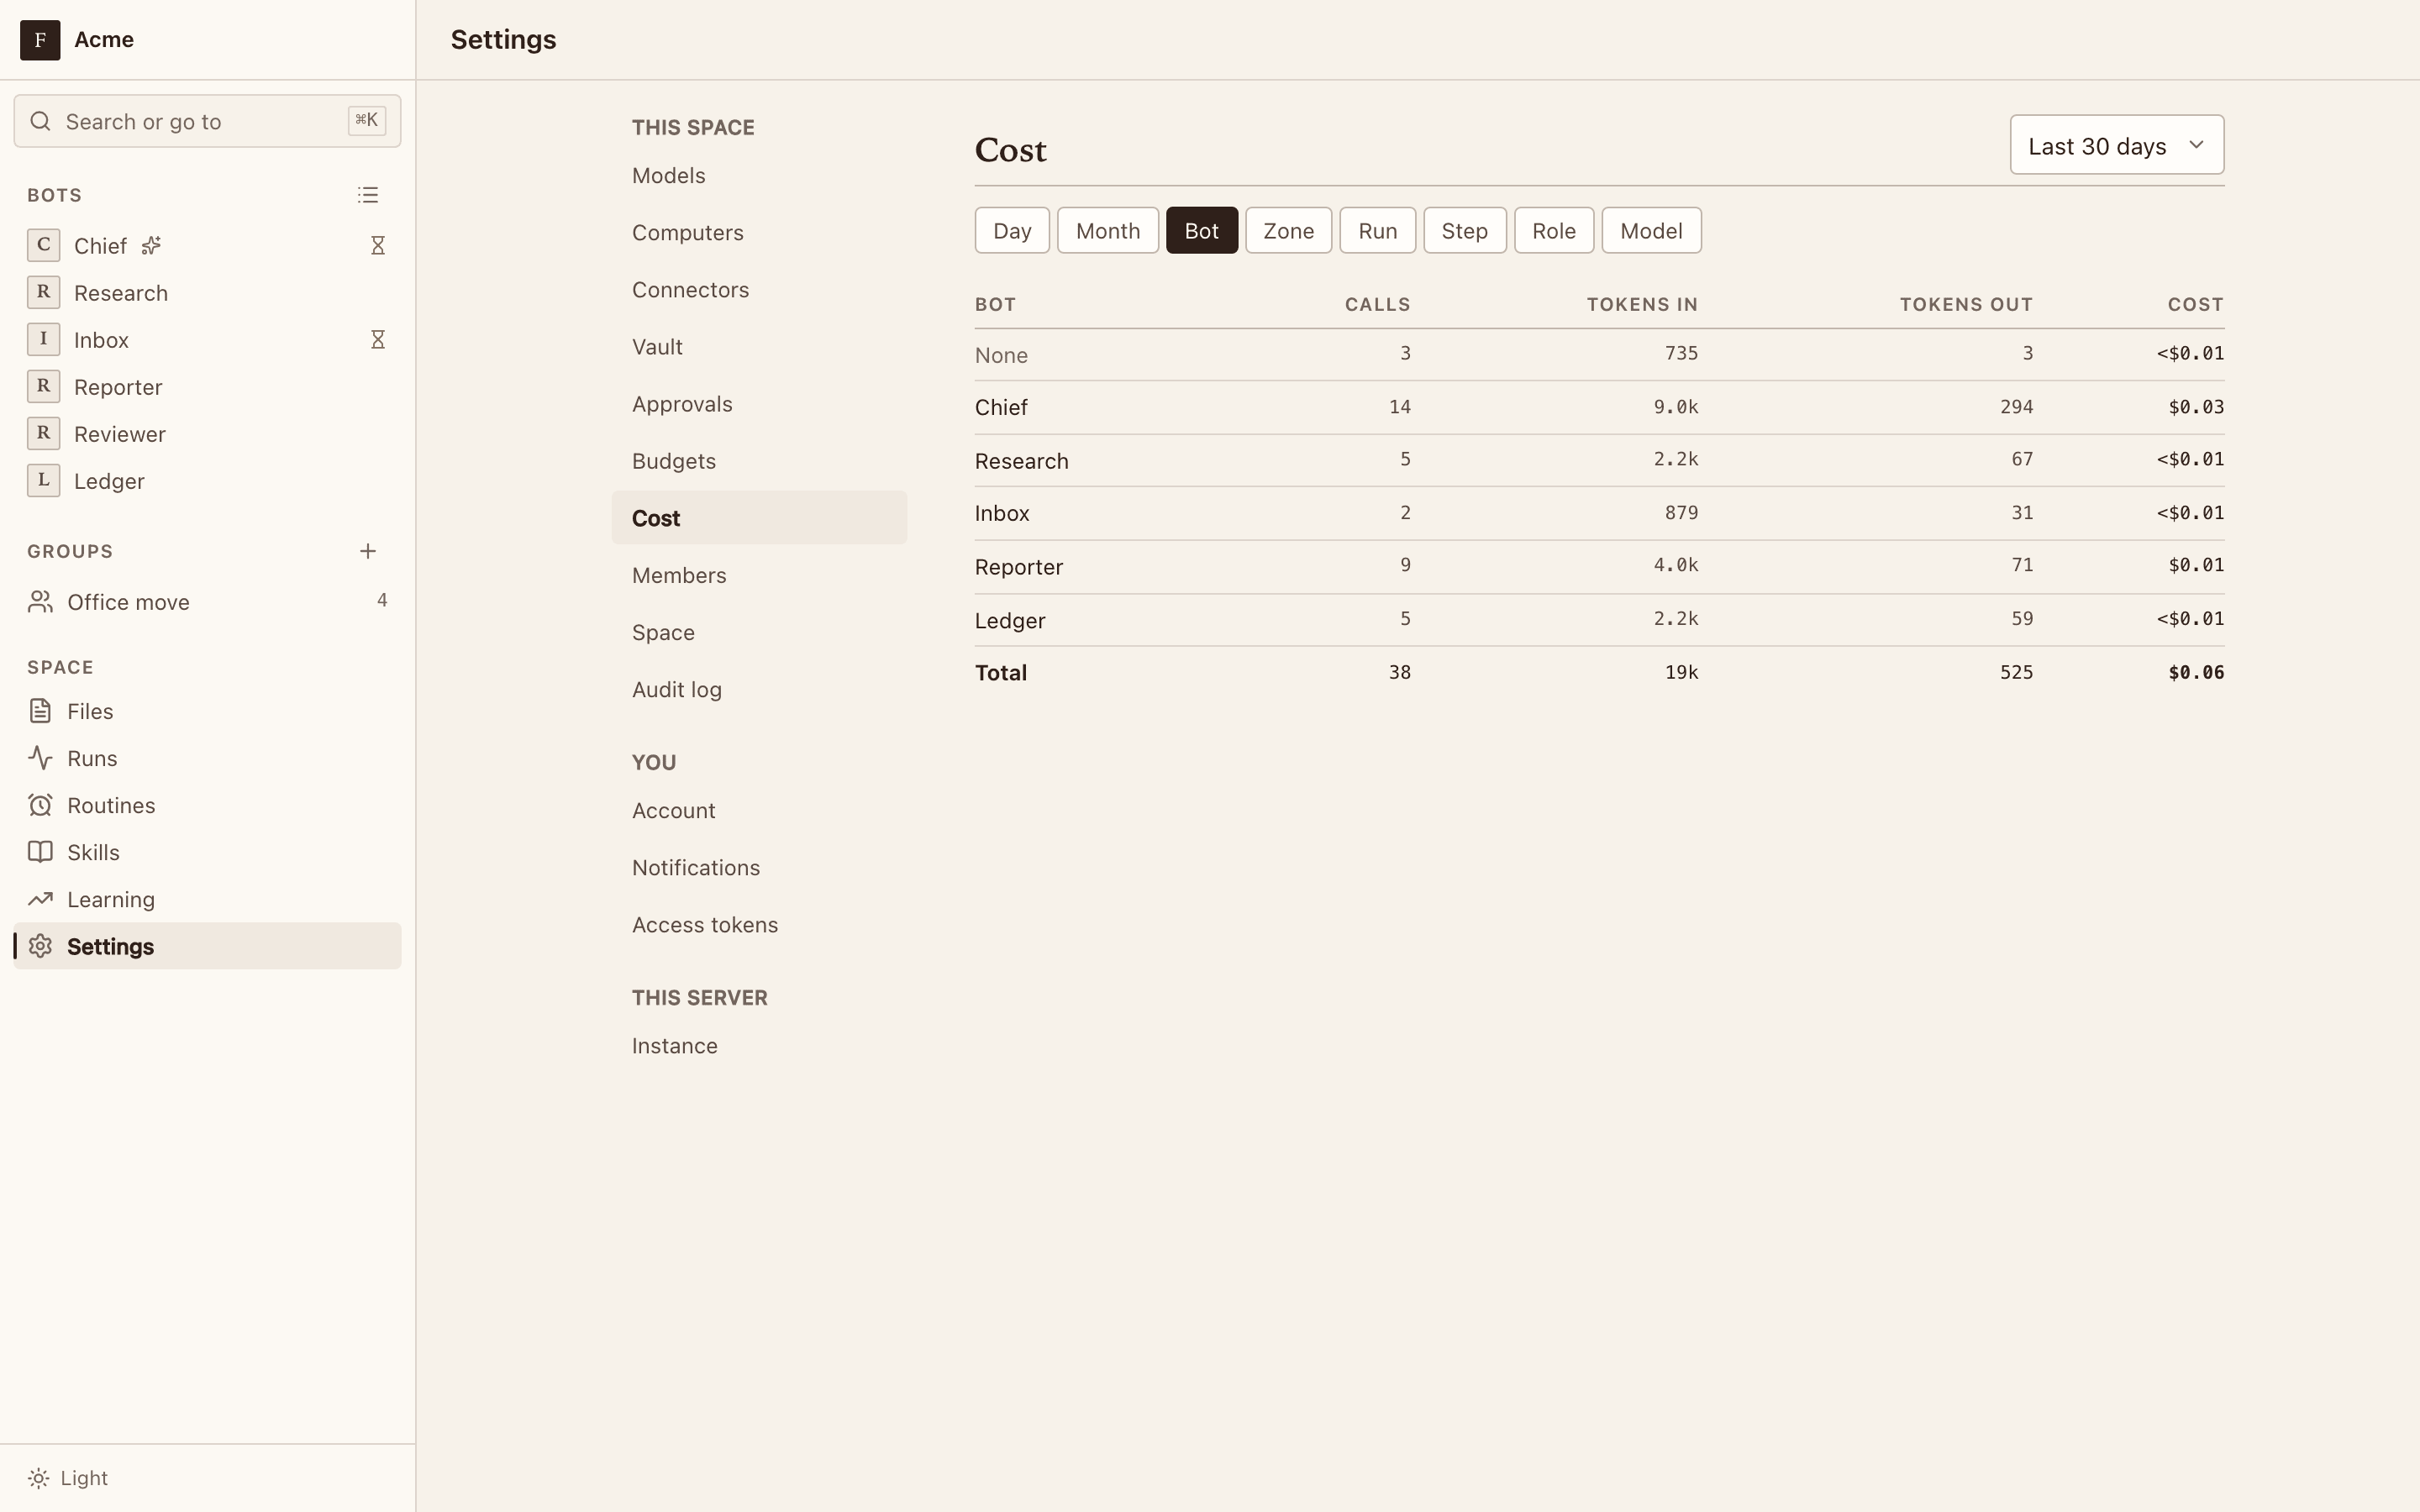 F Acme
Search or go to ⌘K
BOTS
C Chief
R Research
I Inbox
R Reporter
R Reviewer
L Ledger
GROUPS
Office move 4
SPACE
Files
Runs
Routines
Skills
Learning
Settings
Light
Settings
THIS SPACE
Models
Computers
Connectors
Vault
Approvals
Budgets
Cost
Members
Space
Audit log
YOU
Account
Notifications
Access tokens
THIS SERVER
Instance
Cost Last 30 days
Day Month Bot Zone Run Step Role Model
BOT CALLS TOKENS IN TOKENS OUT COST
None 3 735 3 <$0.01
Chief 14 9.0k 294 $0.03
Research 5 2.2k 67 <$0.01
Inbox 2 879 31 <$0.01
Reporter 9 4.0k 71 $0.01
Ledger 5 2.2k 59 <$0.01
Total 38 19k 525 $0.06